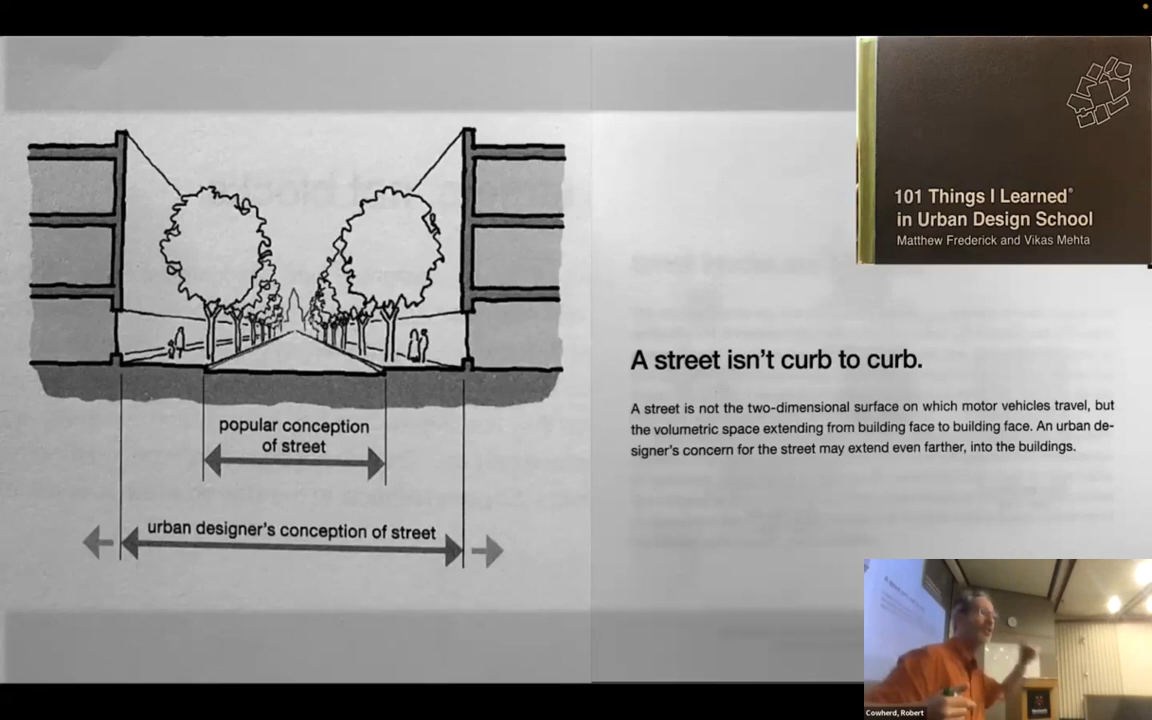 101 Things I Learned®
in Urban Design School
Matthew Frederick and Vikas Mehta
popular conception
of street
urban designer's conception of street
A street isn't curb to curb.
A street is not the two-dimensional surface on which motor vehicles travel, but
the volumetric space extending from building face to building face. An urban de-
signer's concern for the street may extend even farther, into the buildings.
Cowherd, Robert